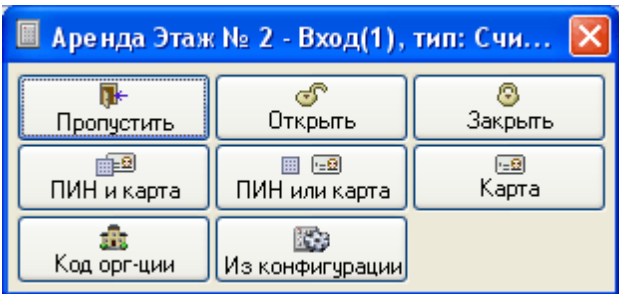 Аренда Этаж № 2 - Вход(1), тип: Счи...
Пропустить
Открыть
Закрыть
ПИН и карта
ПИН или карта
Карта
Код орг-ции
Из конфигурации